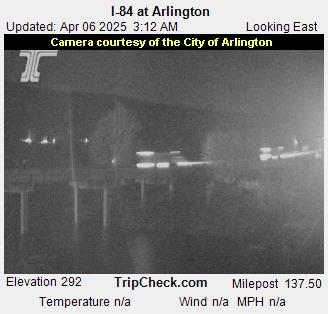 I-84 at Arlington
Updated: Apr 06 2025 3:12 AM Looking East
Camera courtesy of the City of Arlington
Elevation 292 TripCheck.com Milepost 137.50
Temperature n/a Wind n/a MPH n/a